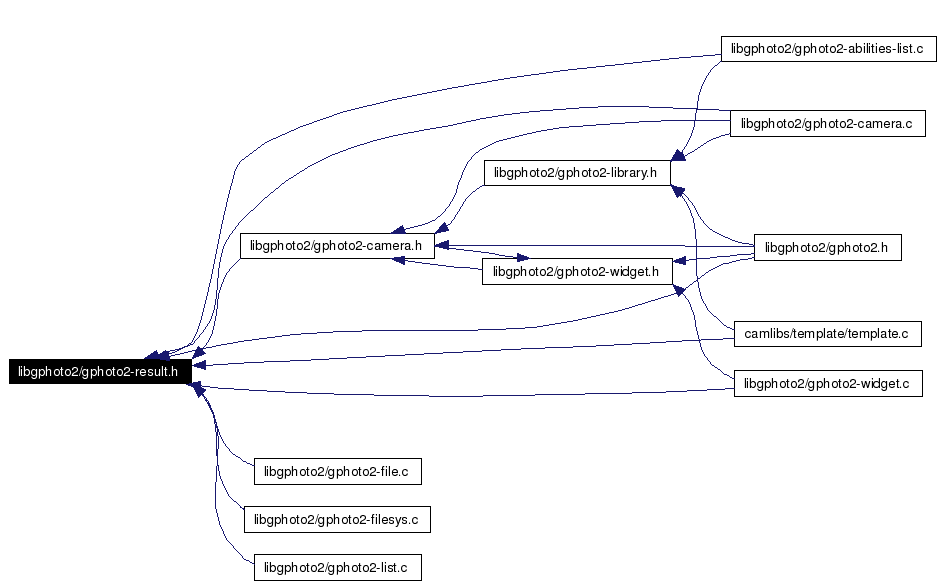 libgphoto2/gphoto2-abilities-list.c
libgphoto2/gphoto2-camera.c
libgphoto2/gphoto2-library.h
libgphoto2/gphoto2-camera.h
libgphoto2/gphoto2.h
libgphoto2/gphoto2-widget.h
camlibs/template/template.c
libgphoto2/gphoto2-result.h
libgphoto2/gphoto2-widget.c
libgphoto2/gphoto2-file.c
libgphoto2/gphoto2-filesys.c
libgphoto2/gphoto2-list.c